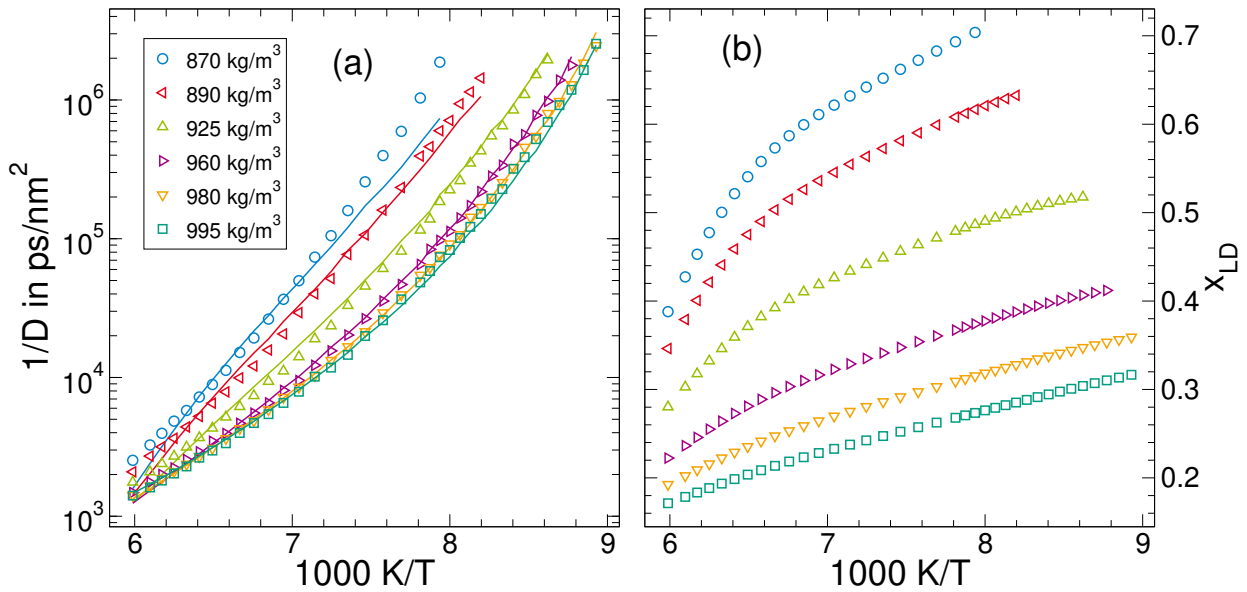 (a)
870 kg/m³
890 kg/m³
925 kg/m³
960 kg/m³
980 kg/m³
995 kg/m³
10⁶
10⁵
10⁴
10³
1/D in ps/nm²
6 7 8 9
1000 K/T
(b)
0.7
0.6
0.5
0.4
0.3
0.2
x_LD
6 7 8 9
1000 K/T